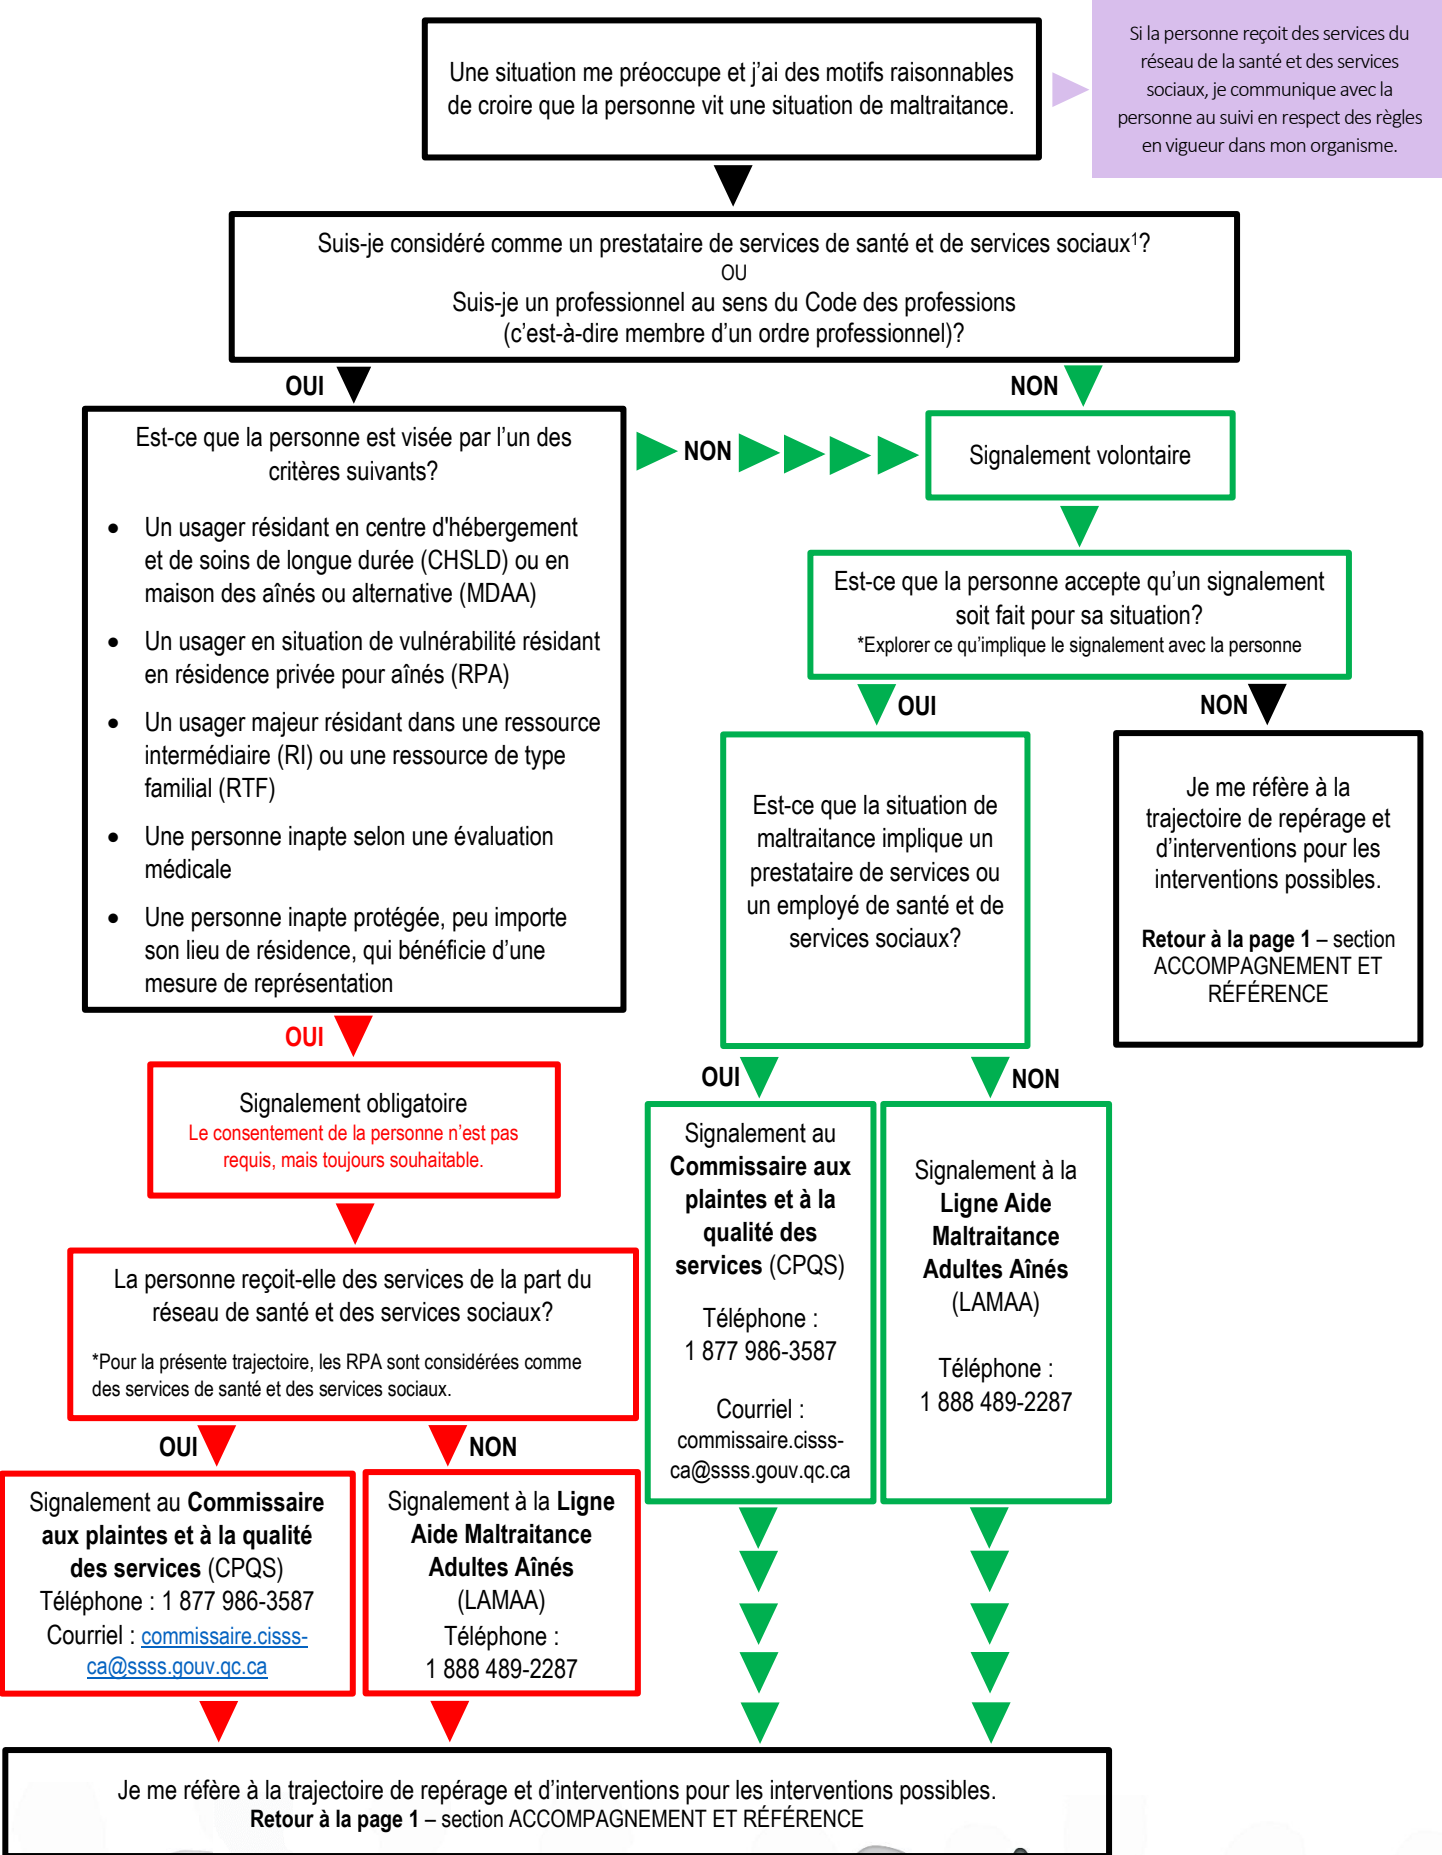 Une situation me préoccupe et j’ai des motifs raisonnables
de croire que la personne vit une situation de maltraitance.
Si la personne reçoit des services du
réseau de la santé et des services
sociaux, je communique avec la
personne au suivi en respect des règles
en vigueur dans mon organisme.
Suis-je considéré comme un prestataire de services de santé et de services sociaux¹?
OU
Suis-je un professionnel au sens du Code des professions
(c’est-à-dire membre d’un ordre professionnel)?
OUI
NON
Est-ce que la personne est visée par l’un des
critères suivants?
• Un usager résidant en centre d'hébergement
et de soins de longue durée (CHSLD) ou en
maison des aînés ou alternative (MDAA)
• Un usager en situation de vulnérabilité résidant
en résidence privée pour aînés (RPA)
• Un usager majeur résidant dans une ressource
intermédiaire (RI) ou une ressource de type
familial (RTF)
• Une personne inapte selon une évaluation
médicale
• Une personne inapte protégée, peu importe
son lieu de résidence, qui bénéficie d’une
mesure de représentation
NON
Signalement volontaire
Est-ce que la personne accepte qu’un signalement
soit fait pour sa situation?
*Explorer ce qu’implique le signalement avec la personne
OUI
NON
Est-ce que la situation de
maltraitance implique un
prestataire de services ou
un employé de santé et de
services sociaux?
Je me réfère à la
trajectoire de repérage et
d’interventions pour les
interventions possibles.
Retour à la page 1 – section
ACCOMPAGNEMENT ET
RÉFÉRENCE
OUI
Signalement obligatoire
Le consentement de la personne n’est pas
requis, mais toujours souhaitable.
La personne reçoit-elle des services de la part du
réseau de santé et des services sociaux?
*Pour la présente trajectoire, les RPA sont considérées comme
des services de santé et des services sociaux.
OUI
NON
Signalement au
Commissaire aux
plaintes et à la
qualité des
services (CPQS)
Téléphone :
1 877 986-3587
Courriel :
commissaire.cisss-
ca@ssss.gouv.qc.ca
Signalement à la
Ligne Aide
Maltraitance
Adultes Aînés
(LAMAA)
Téléphone :
1 888 489-2287
OUI
NON
Signalement au Commissaire
aux plaintes et à la qualité
des services (CPQS)
Téléphone : 1 877 986-3587
Courriel : commissaire.cisss-
ca@ssss.gouv.qc.ca
Signalement à la Ligne
Aide Maltraitance
Adultes Aînés
(LAMAA)
Téléphone :
1 888 489-2287
Je me réfère à la trajectoire de repérage et d’interventions pour les interventions possibles.
Retour à la page 1 – section ACCOMPAGNEMENT ET RÉFÉRENCE